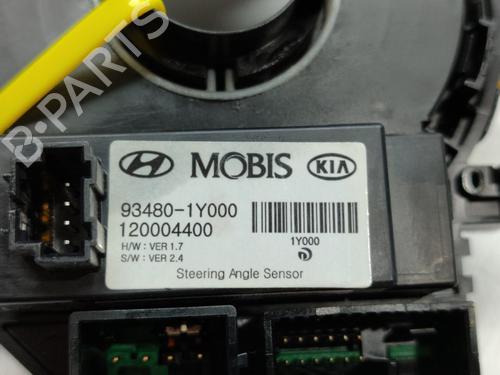 B-PARTS
MOBIS KIA
93480-1Y000
120004400
H/W : VER 1.7
S/W : VER 2.4
1Y000
Steering Angle Sensor